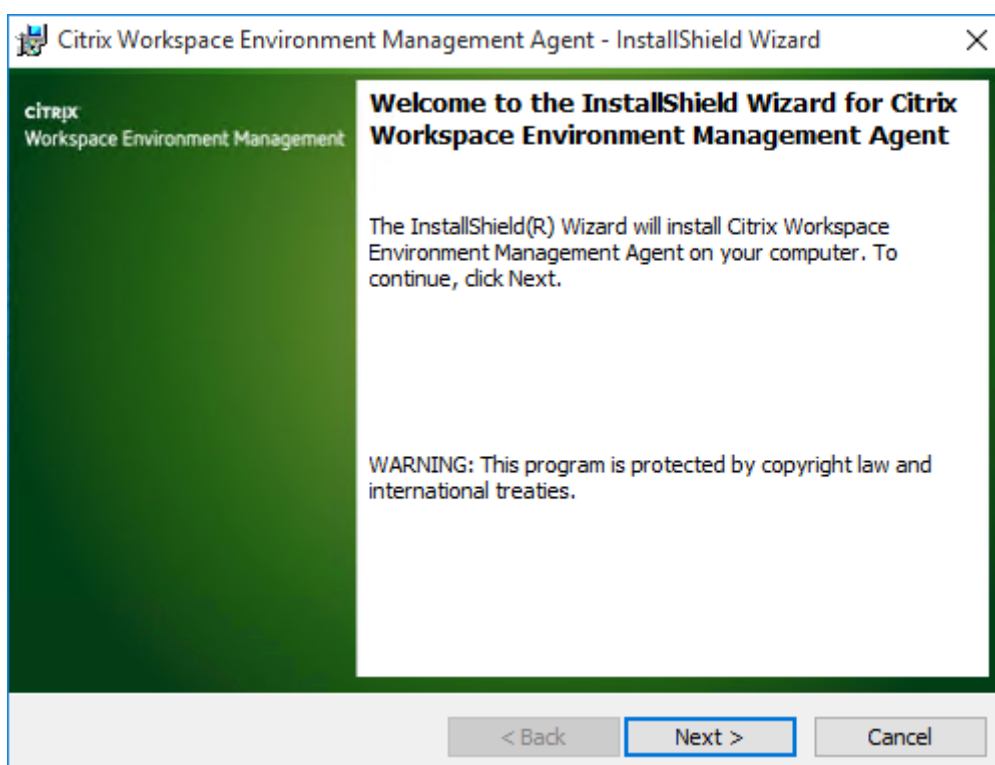 Citrix Workspace Environment Management Agent - InstallShield Wizard
CITRIX
Workspace Environment Management
Welcome to the InstallShield Wizard for Citrix
Workspace Environment Management Agent
The InstallShield(R) Wizard will install Citrix Workspace
Environment Management Agent on your computer. To
continue, click Next.
WARNING: This program is protected by copyright law and
international treaties.
< Back
Next >
Cancel